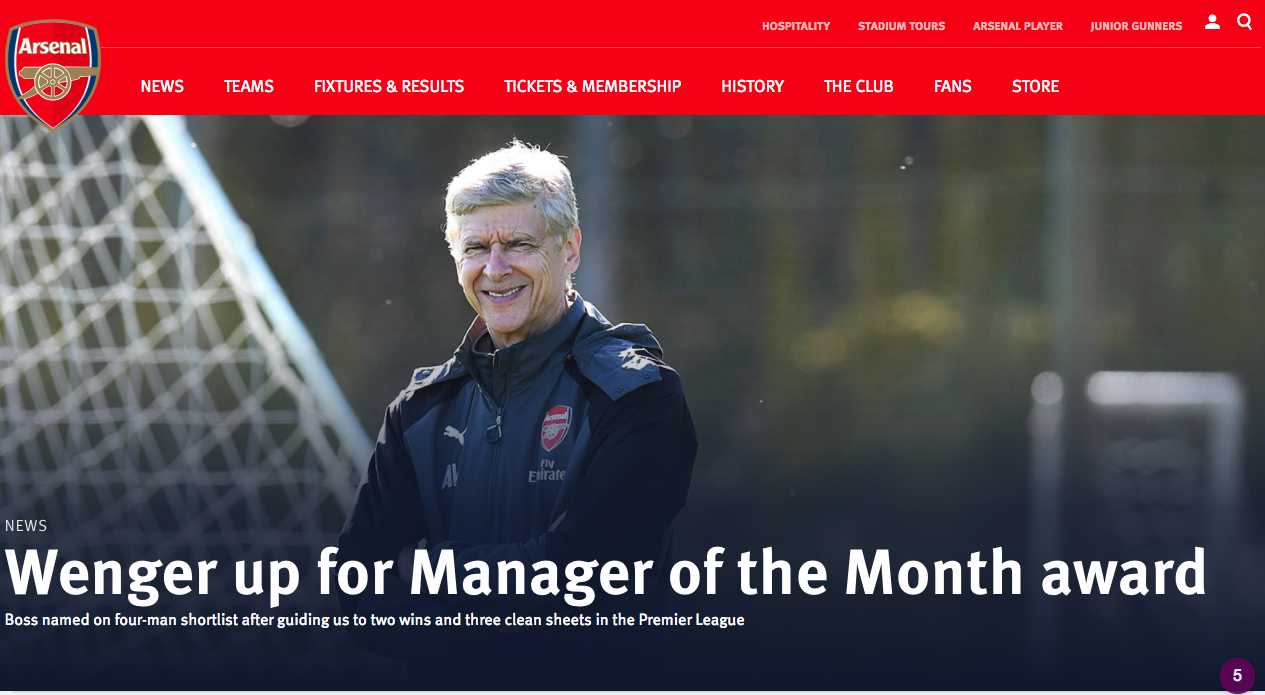 HOSPITALITY STADIUM TOURS ARSENAL PLAYER JUNIOR GUNNERS
Arsenal
NEWS TEAMS FIXTURES & RESULTS TICKETS & MEMBERSHIP HISTORY THE CLUB FANS STORE
Arsenal
AW
Fly
Emirate
NEWS
Wenger up for Manager of the Month award
Boss named on four-man shortlist after guiding us to two wins and three clean sheets in the Premier League
5